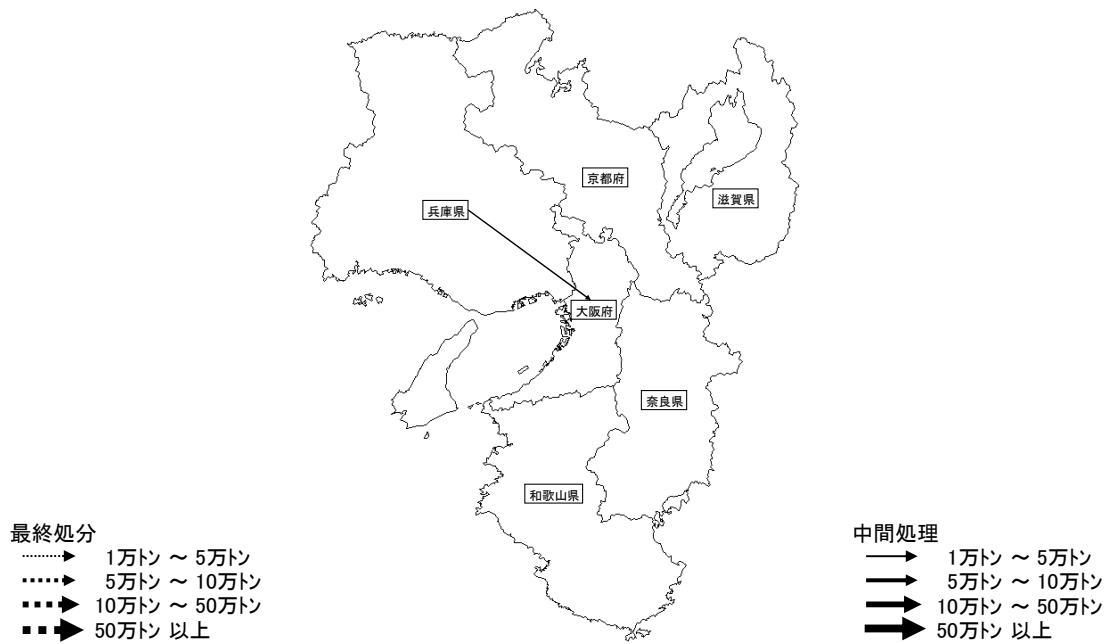 京都府
滋賀県
兵庫県
大阪府
奈良県
和歌山県
最終処分
1万トン ～ 5万トン
5万トン ～ 10万トン
10万トン ～ 50万トン
50万トン 以上
中間処理
1万トン ～ 5万トン
5万トン ～ 10万トン
10万トン ～ 50万トン
50万トン 以上